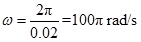 ω = 2π/0.02 = 100π rad/s